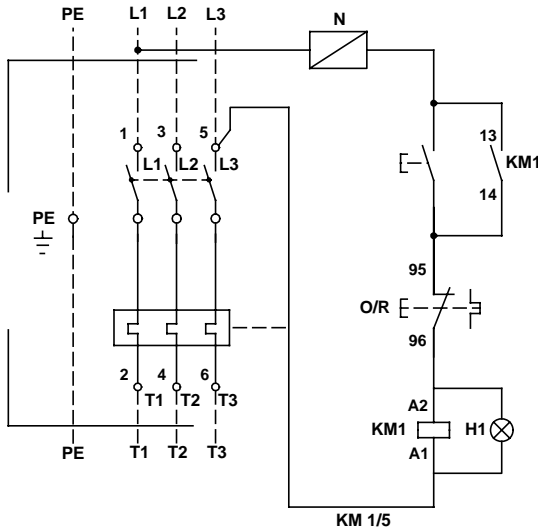 PE L1 L2 L3 N
1 3 5 13
L1 L2 L3 KM1
14
PE
95
O/R
96
2 4 6
T1 T2 T3 A2
KM1 H1
A1
PE T1 T2 T3
KM 1/5